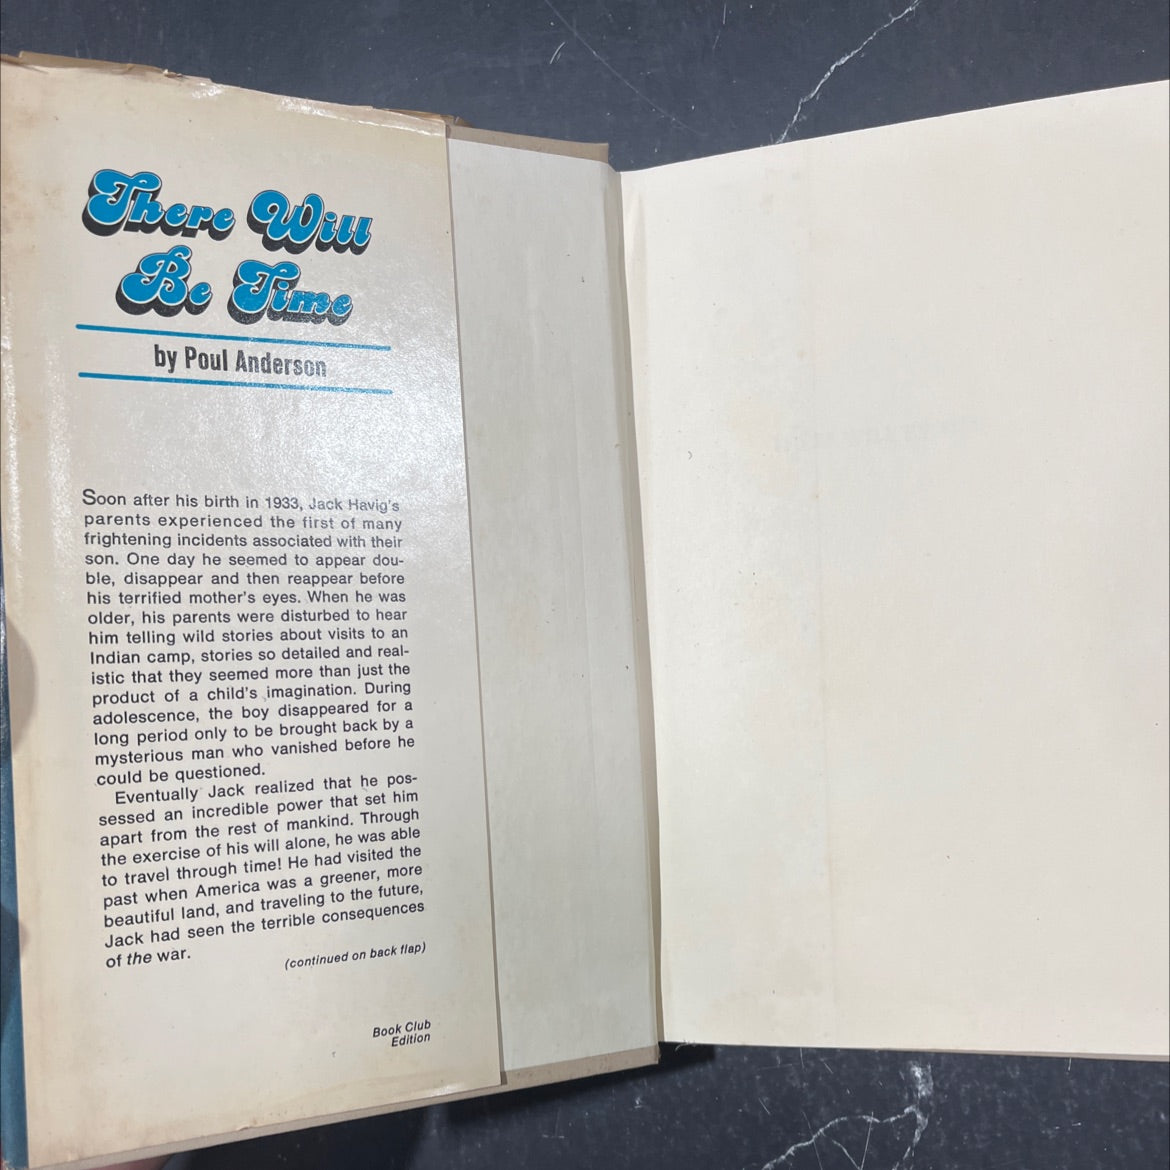 There Will
Be Time
by Poul Anderson
Soon after his birth in 1933, Jack Havig's
parents experienced the first of many
frightening incidents associated with their
son. One day he seemed to appear dou-
ble, disappear and then reappear before
his terrified mother's eyes. When he was
older, his parents were disturbed to hear
him telling wild stories about visits to an
Indian camp, stories so detailed and real-
istic that they seemed more than just the
product of a child's imagination. During
adolescence, the boy disappeared for a
long period only to be brought back by a
mysterious man who vanished before he
could be questioned.
Eventually Jack realized that he pos-
sessed an incredible power that set him
apart from the rest of mankind. Through
the exercise of his will alone, he was able
to travel through time! He had visited the
past when America was a greener, more
beautiful land, and traveling to the future,
Jack had seen the terrible consequences
of the war.
(continued on back flap)
Book Club
Edition